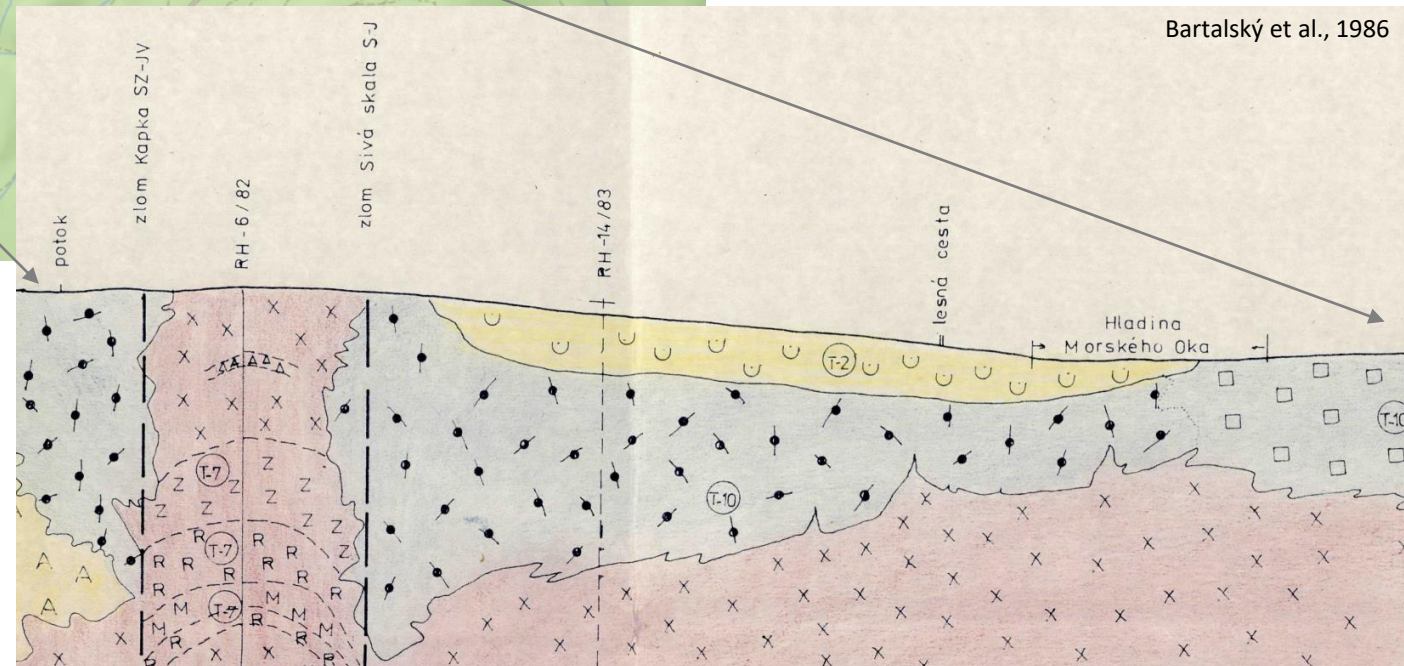 Bartalský et al., 1986
potok
zlom Kapka SZ-JV
RH-6/82
zlom Sivá skala S-J
RH-14/83
lesná cesta
Hladina
Morského Oka
T-2
T-10
T-10
T-7
T-7
T-7